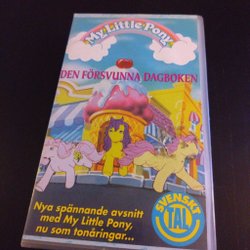 My Little Pony
DEN FÖRSVUNNA DAGBOKEN
Nya spännande avsnitt
med My Little Pony,
nu som tonåringar...
SVENSKT
TAL